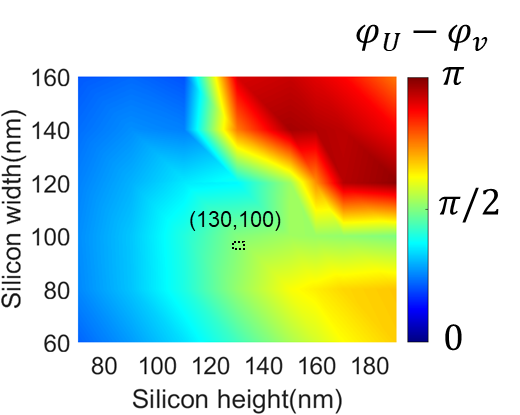 φ_U − φ_v
π
π/2
0
Silicon width(nm)
160
140
120
100
80
60
(130,100)
80 100 120 140 160 180
Silicon height(nm)